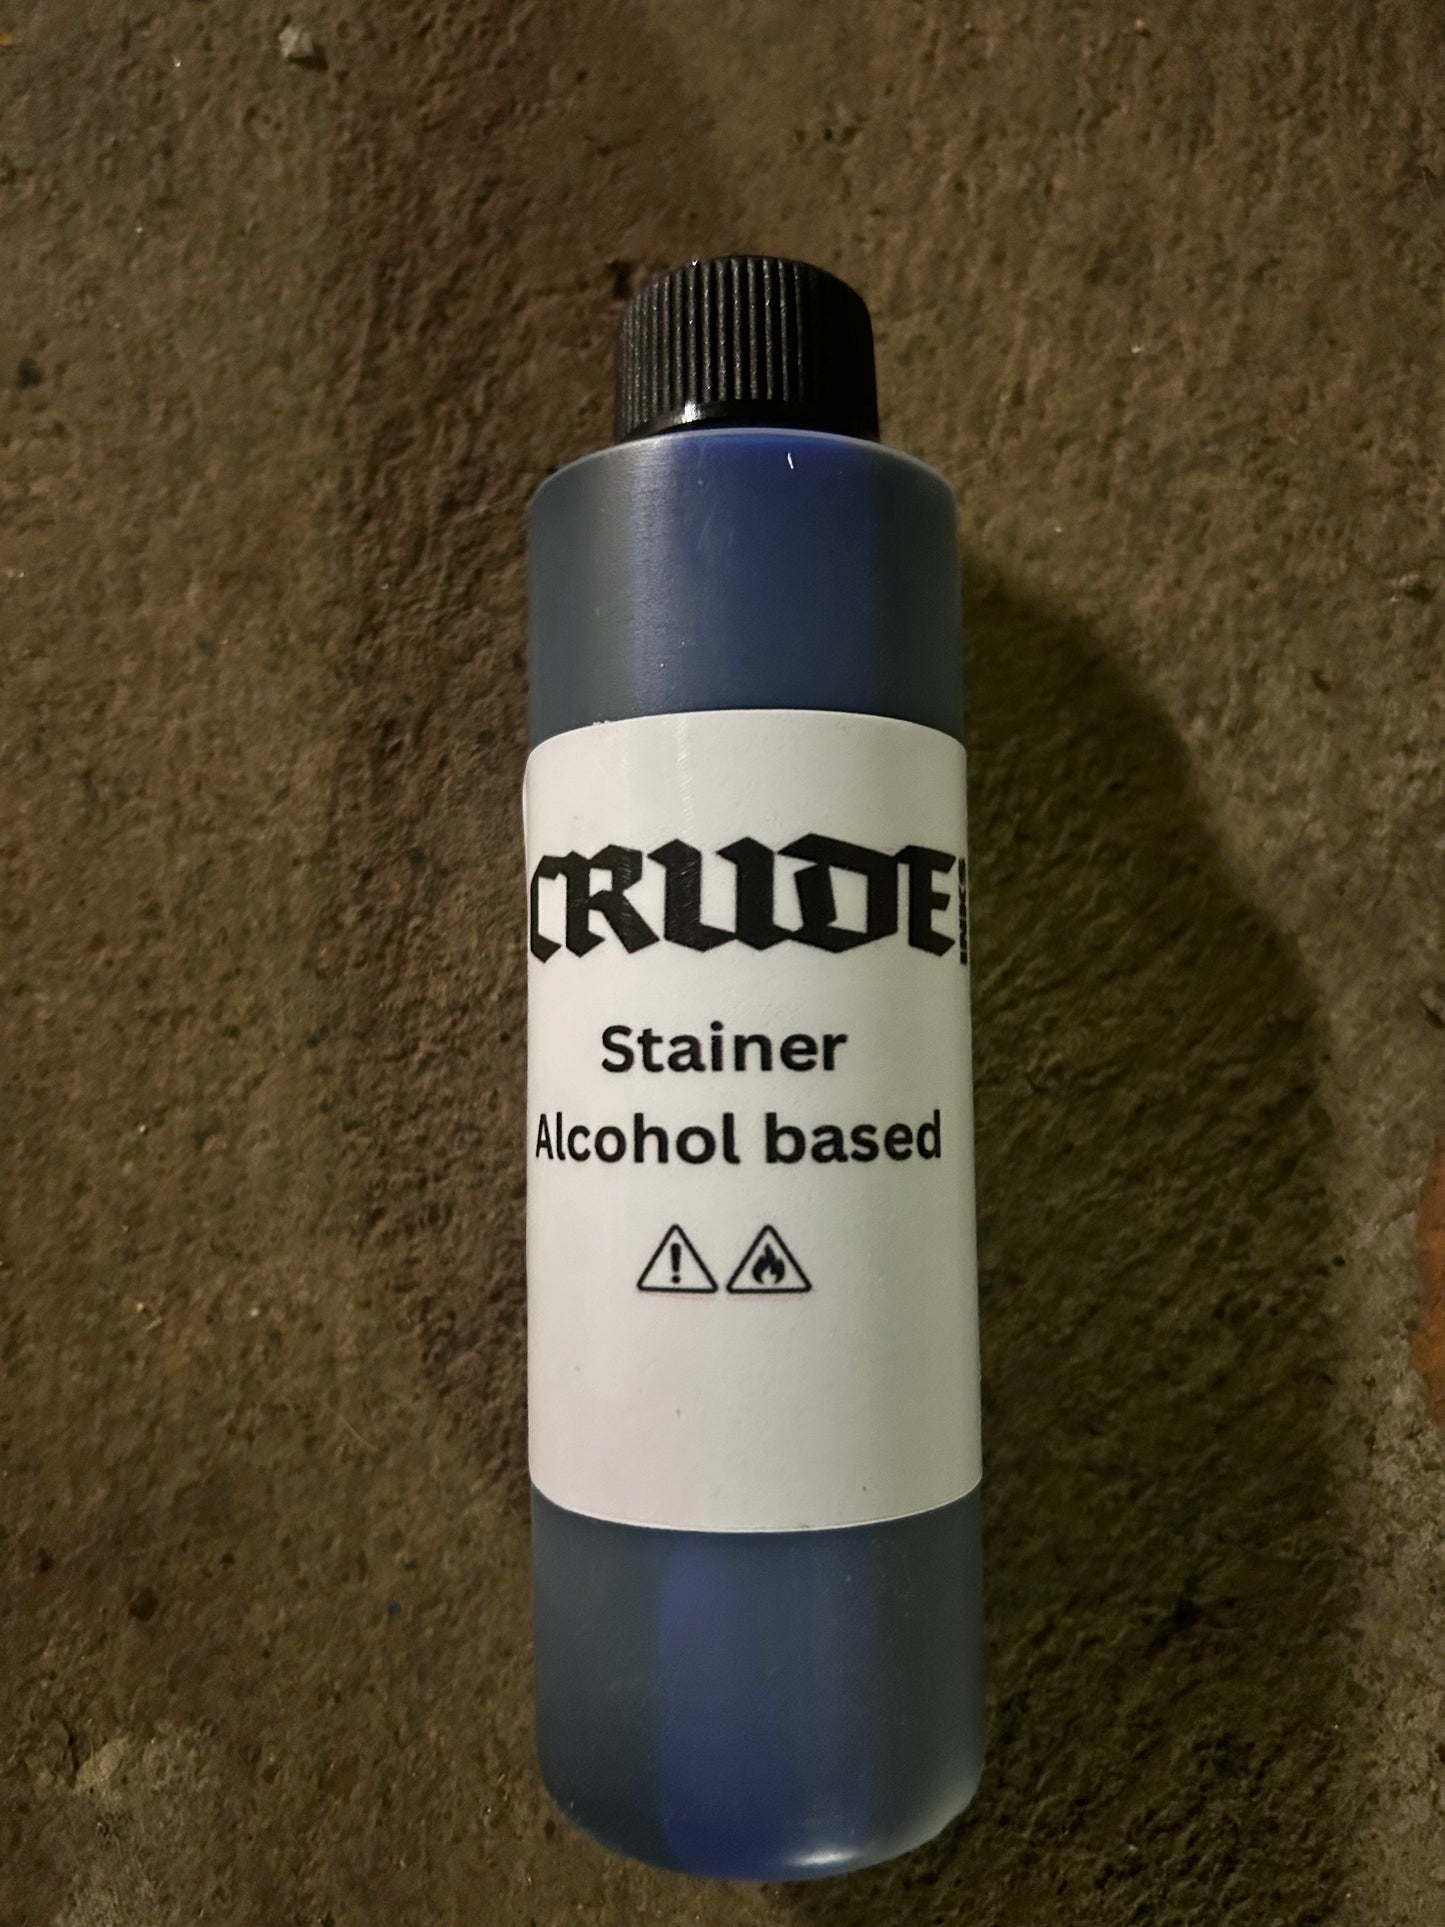 CRUDE INKS
Stainer
Alcohol based